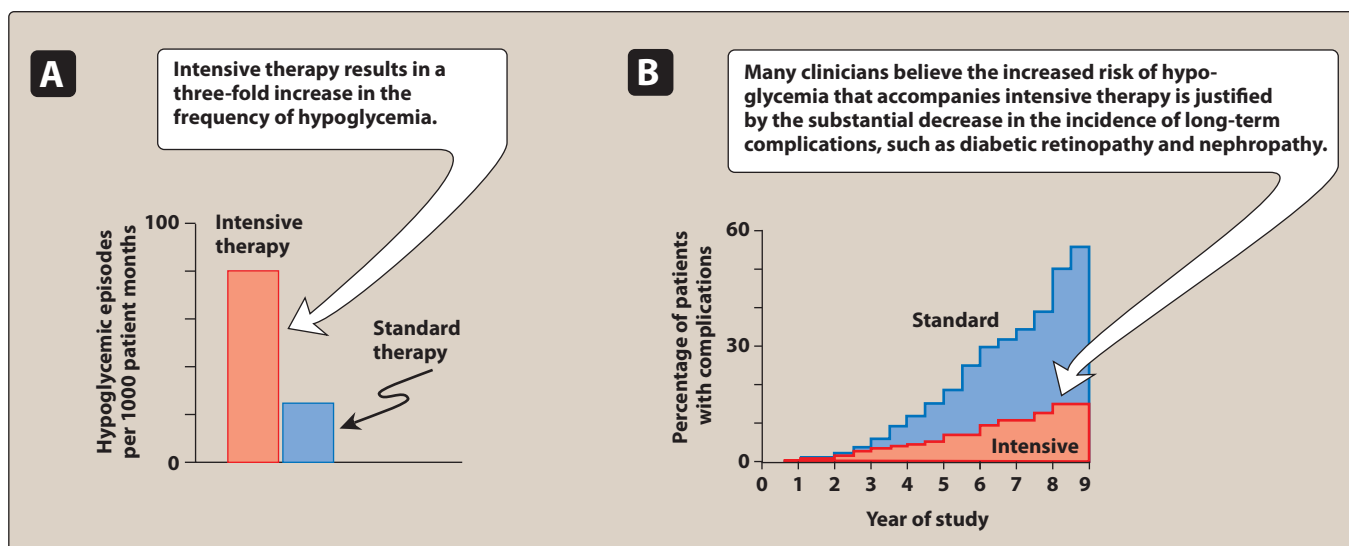 A
Intensive therapy results in a
three-fold increase in the
frequency of hypoglycemia.
100
0
Hypoglycemic episodes
per 1000 patient months
Intensive
therapy
Standard
therapy
B
Many clinicians believe the increased risk of hypo-
glycemia that accompanies intensive therapy is justified
by the substantial decrease in the incidence of long-term
complications, such as diabetic retinopathy and nephropathy.
60
30
0
Percentage of patients
with complications
Standard
Intensive
0 1 2 3 4 5 6 7 8 9
Year of study